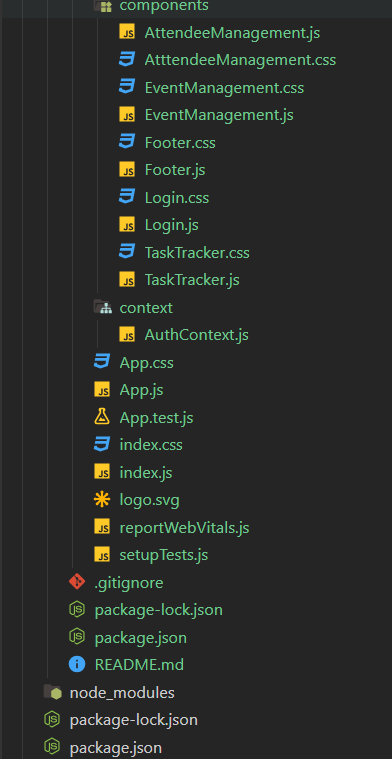 components
AttendeeManagement.js
AtttendeeManagement.css
EventManagement.css
EventManagement.js
Footer.css
Footer.js
Login.css
Login.js
TaskTracker.css
TaskTracker.js
context
AuthContext.js
App.css
App.js
App.test.js
index.css
index.js
logo.svg
reportWebVitals.js
setupTests.js
.gitignore
package-lock.json
package.json
README.md
node_modules
package-lock.json
package.json